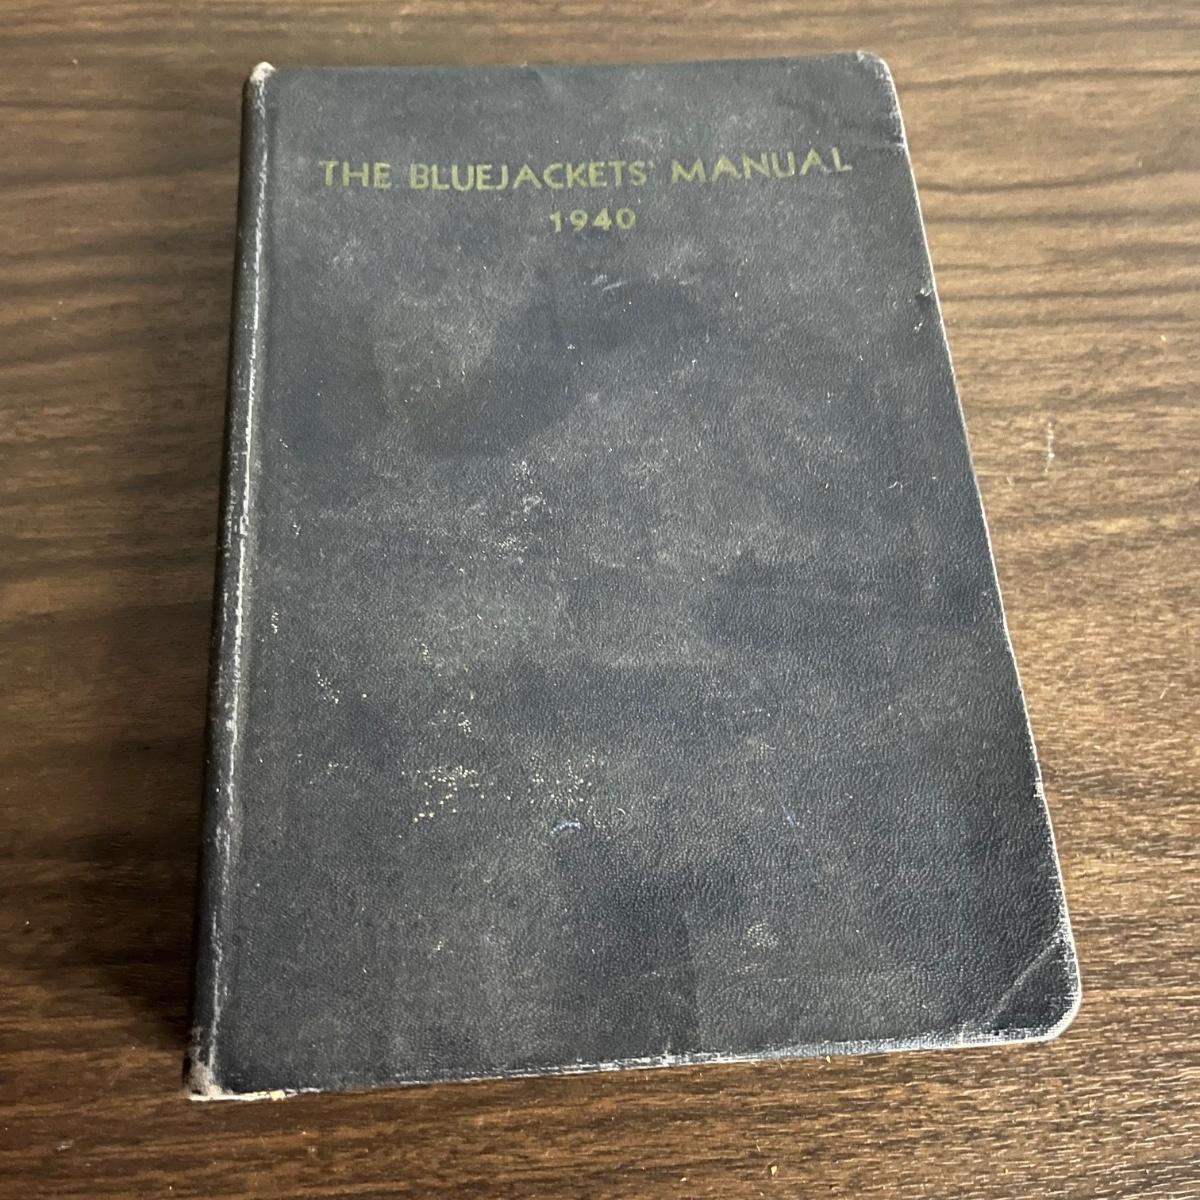 THE BLUEJACKETS' MANUAL
1940